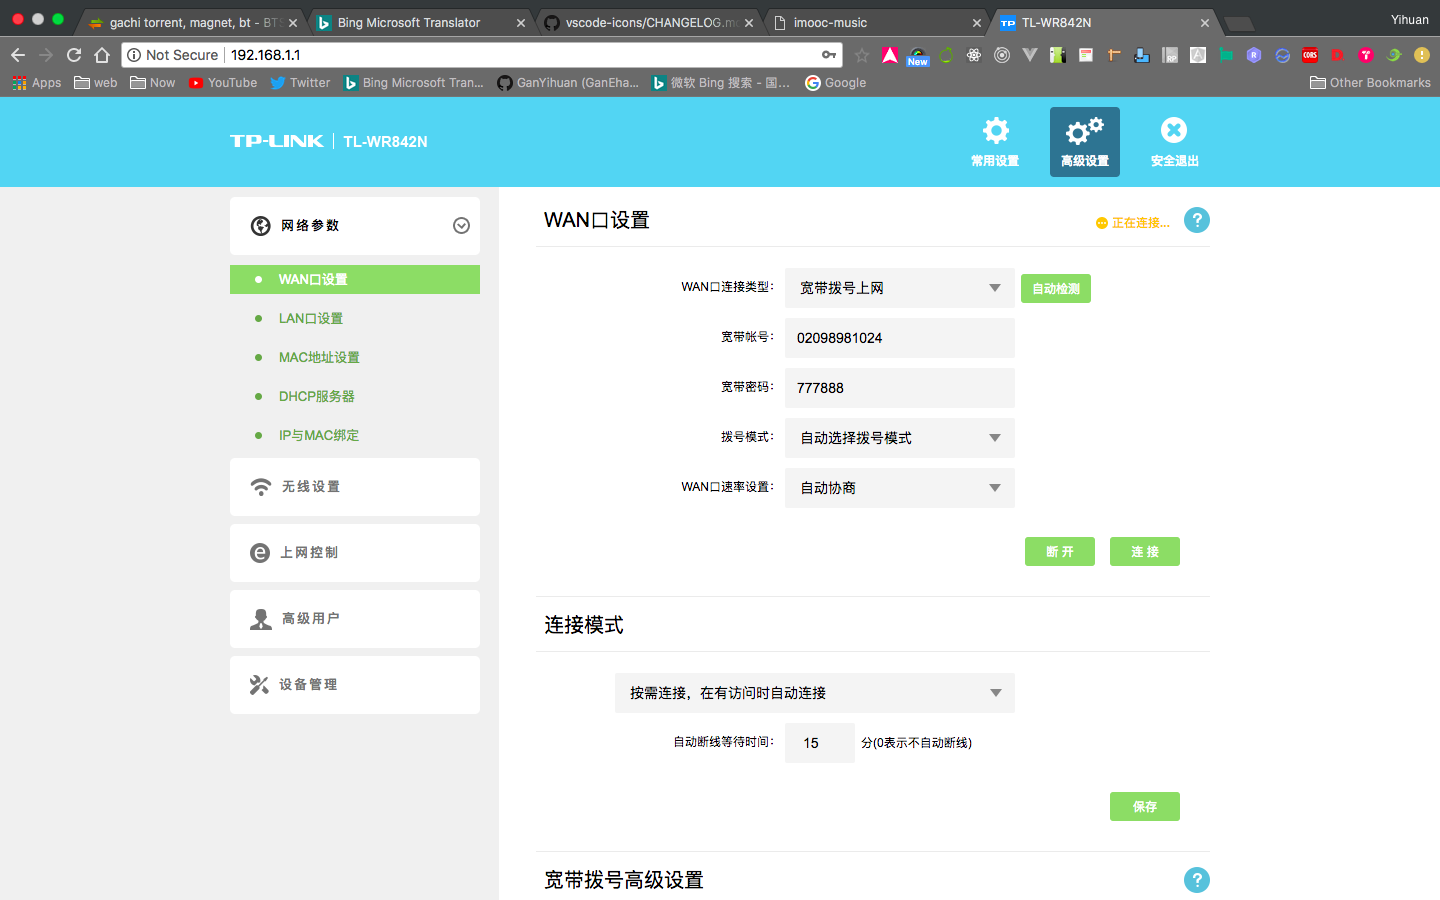 gachi torrent, magnet, bt - BTS
Bing Microsoft Translator
vscode-icons/CHANGELOG.md
imooc-music
TL-WR842N
Yihuan
Not Secure
192.168.1.1
New
Apps
web
Now
YouTube
Twitter
Bing Microsoft Tran...
GanYihuan (GanEha...
微软 Bing 搜索 - 国...
Google
Other Bookmarks
TP-LINK
TL-WR842N
常用设置
高级设置
安全退出
网络参数
WAN口设置
LAN口设置
MAC地址设置
DHCP服务器
IP与MAC绑定
无线设置
上网控制
高级用户
设备管理
WAN口设置
正在连接...
?
WAN口连接类型：
宽带拨号上网
自动检测
宽带帐号：
02098981024
宽带密码：
777888
拨号模式：
自动选择拨号模式
WAN口速率设置：
自动协商
断 开
连 接
连接模式
按需连接，在有访问时自动连接
自动断线等待时间：
15
分(0表示不自动断线)
保存
宽带拨号高级设置
?